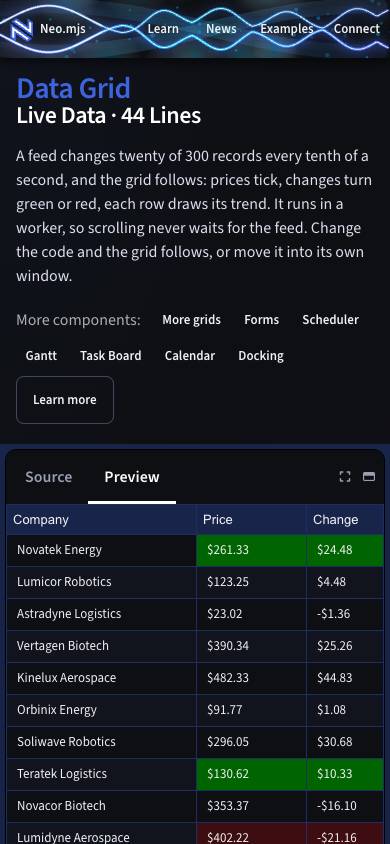 Neo.mjs Learn News Examples Connect
Data Grid
Live Data · 44 Lines
A feed changes twenty of 300 records every tenth of a
second, and the grid follows: prices tick, changes turn
green or red, each row draws its trend. It runs in a
worker, so scrolling never waits for the feed. Change
the code and the grid follows, or move it into its own
window.
More components: More grids Forms Scheduler
Gantt Task Board Calendar Docking
Learn more
Source Preview
Company Price Change
Novatek Energy $261.33 $24.48
Lumicor Robotics $123.25 $4.48
Astradyne Logistics $23.02 -$1.36
Vertagen Biotech $390.34 $25.26
Kinelux Aerospace $482.33 $44.83
Orbinix Energy $91.77 $1.08
Soliwave Robotics $296.05 $30.68
Teratek Logistics $130.62 $10.33
Novacor Biotech $353.37 -$16.10
Lumidyne Aerospace $402.22 -$21.16